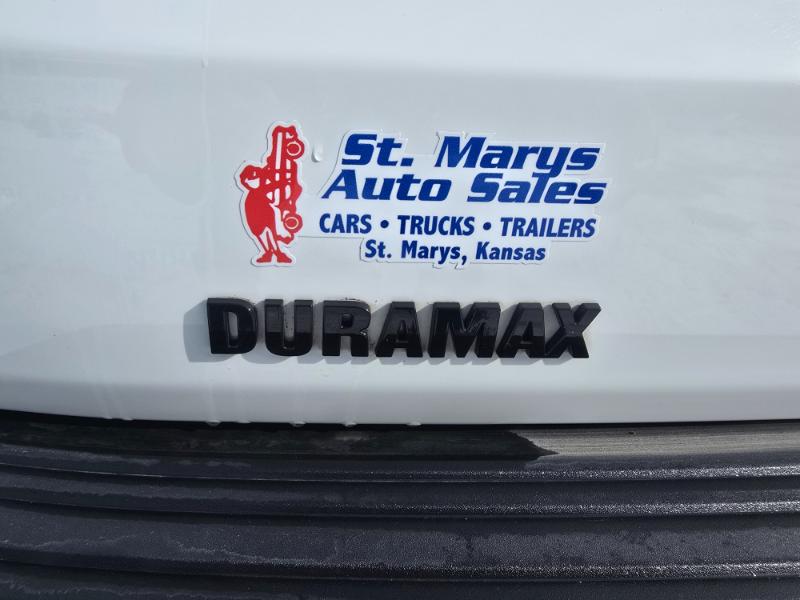 St. Marys
Auto Sales
CARS • TRUCKS • TRAILERS
St. Marys, Kansas
DURAMAX